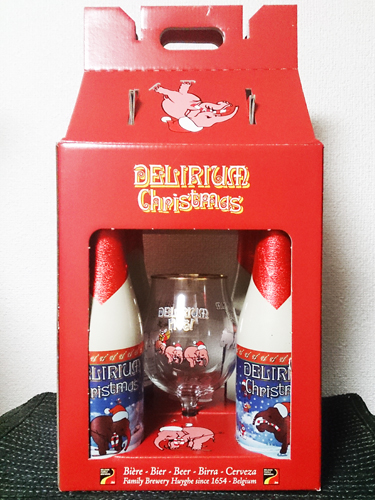 DELIRIUM
Christmas
DELIRIUM
NOËL
DELIRIUM
Christmas
DELIRIUM
Christmas
Bière - Bier - Beer - Birra - Cerveza
Family Brewery Huyghe since 1654 - Belgium